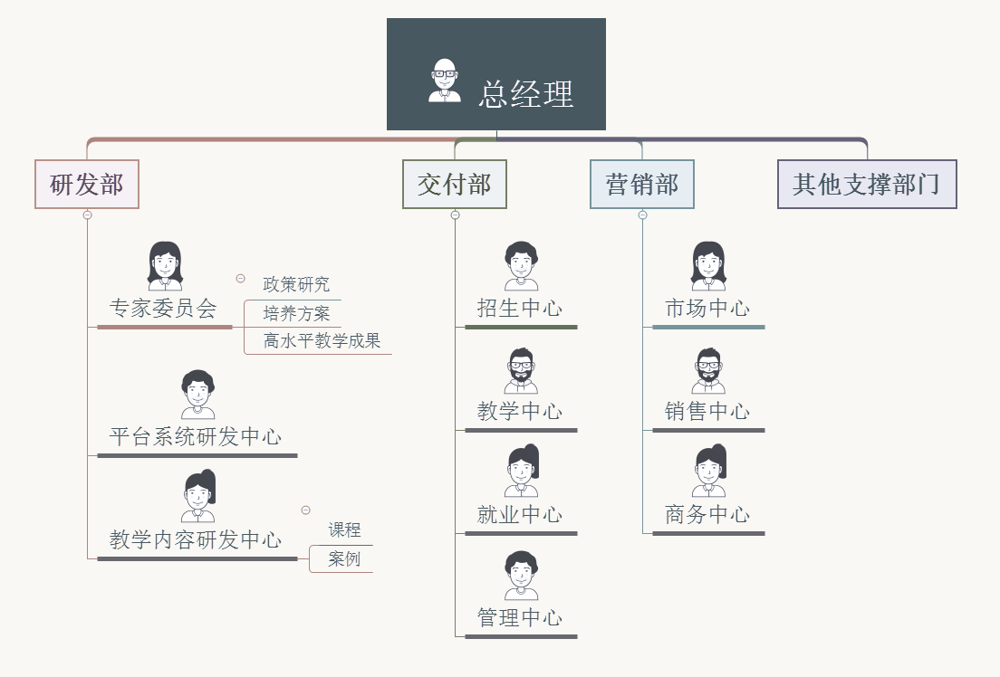 总经理
研发部
交付部
营销部
其他支撑部门
专家委员会
政策研究
培养方案
高水平教学成果
平台系统研发中心
教学内容研发中心
课程
案例
招生中心
教学中心
就业中心
管理中心
市场中心
销售中心
商务中心